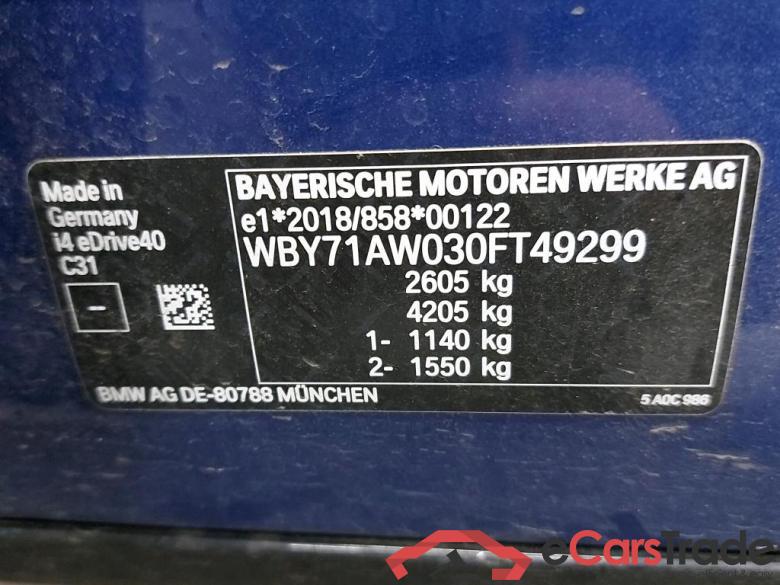 Made in
Germany
i4 eDrive40
C31
-
BAYERISCHE MOTOREN WERKE AG
e1*2018/858*00122
WBY71AW030FT49299
2605 kg
4205 kg
1- 1140 kg
2- 1550 kg
BMW AG DE-80788 MÜNCHEN
5 A0C 986
eCarsTrade